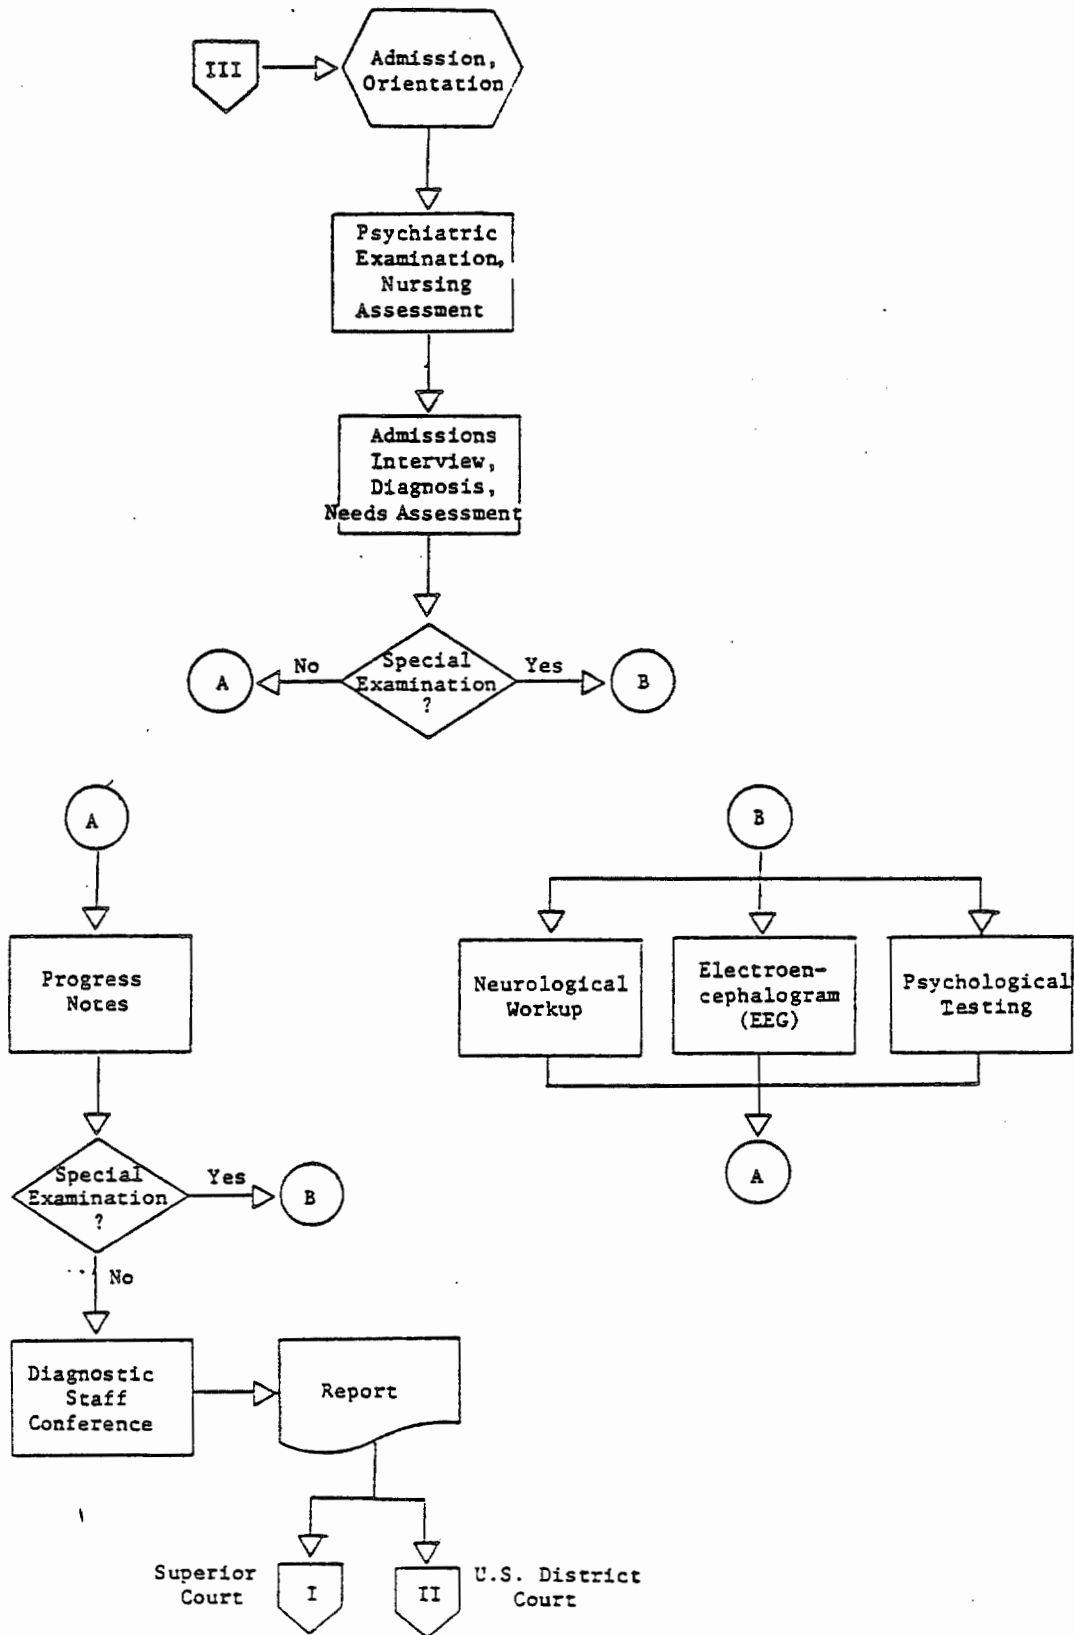 III
Admission,
Orientation
Psychiatric
Examination,
Nursing
Assessment
Admissions
Interview,
Diagnosis,
Needs Assessment
A
No
Special
Examination
?
Yes
B
A
Progress
Notes
Special
Examination
?
Yes
B
No
Diagnostic
Staff
Conference
Report
Superior
Court
I
II
U.S. District
Court
B
Neurological
Workup
Electroen-
cephalogram
(EEG)
Psychological
Testing
A